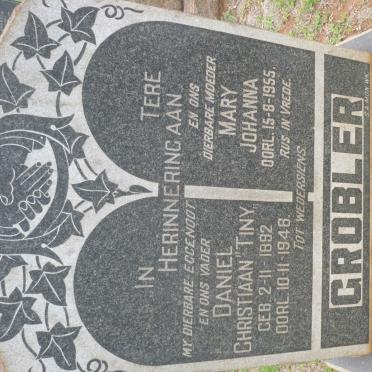 IN TERE
HERINNERING AAN
MY DIERBARE EGGENOOT
EN ONS VADER
DANIEL
CHRISTIAAN TINY,
GEB 2-11-1892
OORL 10-11-1948.
EN ONS
DIERBARE MOEDER
MARY
JOHANNA
OORL. 15-8-1955.
RUS IN VREDE.
TOT WEDERSIENS.
GROBLER